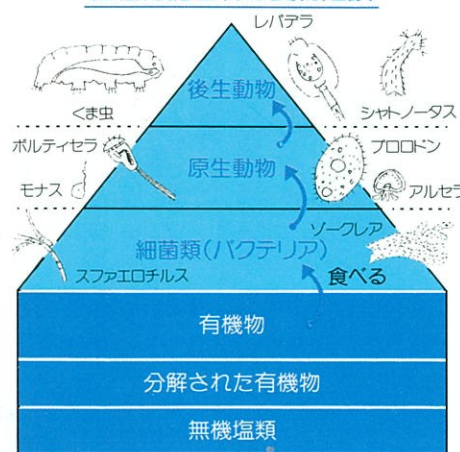 レパデラ
後生動物
くま虫
シャトノータス
ボルティセラ
プロロドン
原生動物
モナス
アルセラ
ソークレア
細菌類(バクテリア)
スファエロチルス
食べる
有機物
分解された有機物
無機塩類